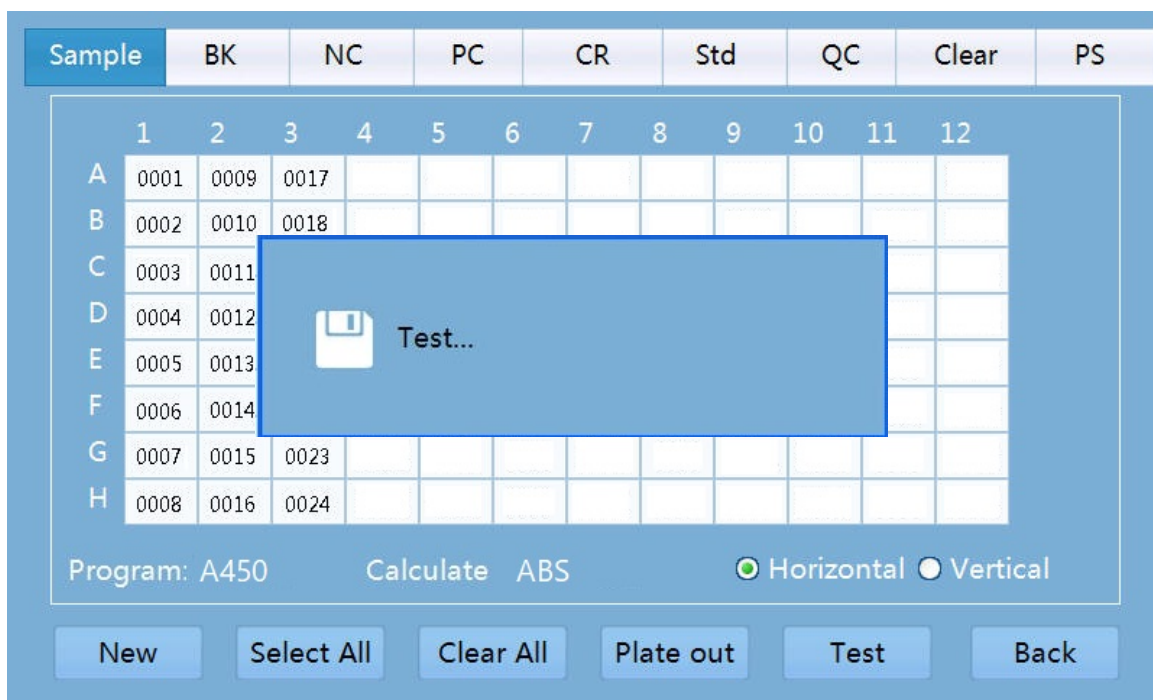 Sample BK NC PC CR Std QC Clear PS
1 2 3 4 5 6 7 8 9 10 11 12
A 0001 0009 0017
B 0002 0010 0018
C 0003 0011
D 0004 0012
Test...
E 0005 0013
F 0006 0014
G 0007 0015 0023
H 0008 0016 0024
Program: A450 Calculate ABS Horizontal Vertical
New Select All Clear All Plate out Test Back